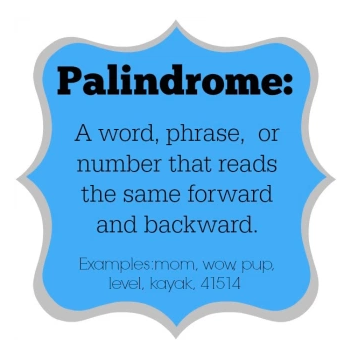 Palindrome:
A word, phrase, or
number that reads
the same forward
and backward.
Examples:mom, wow, pup,
level, kayak, 41514